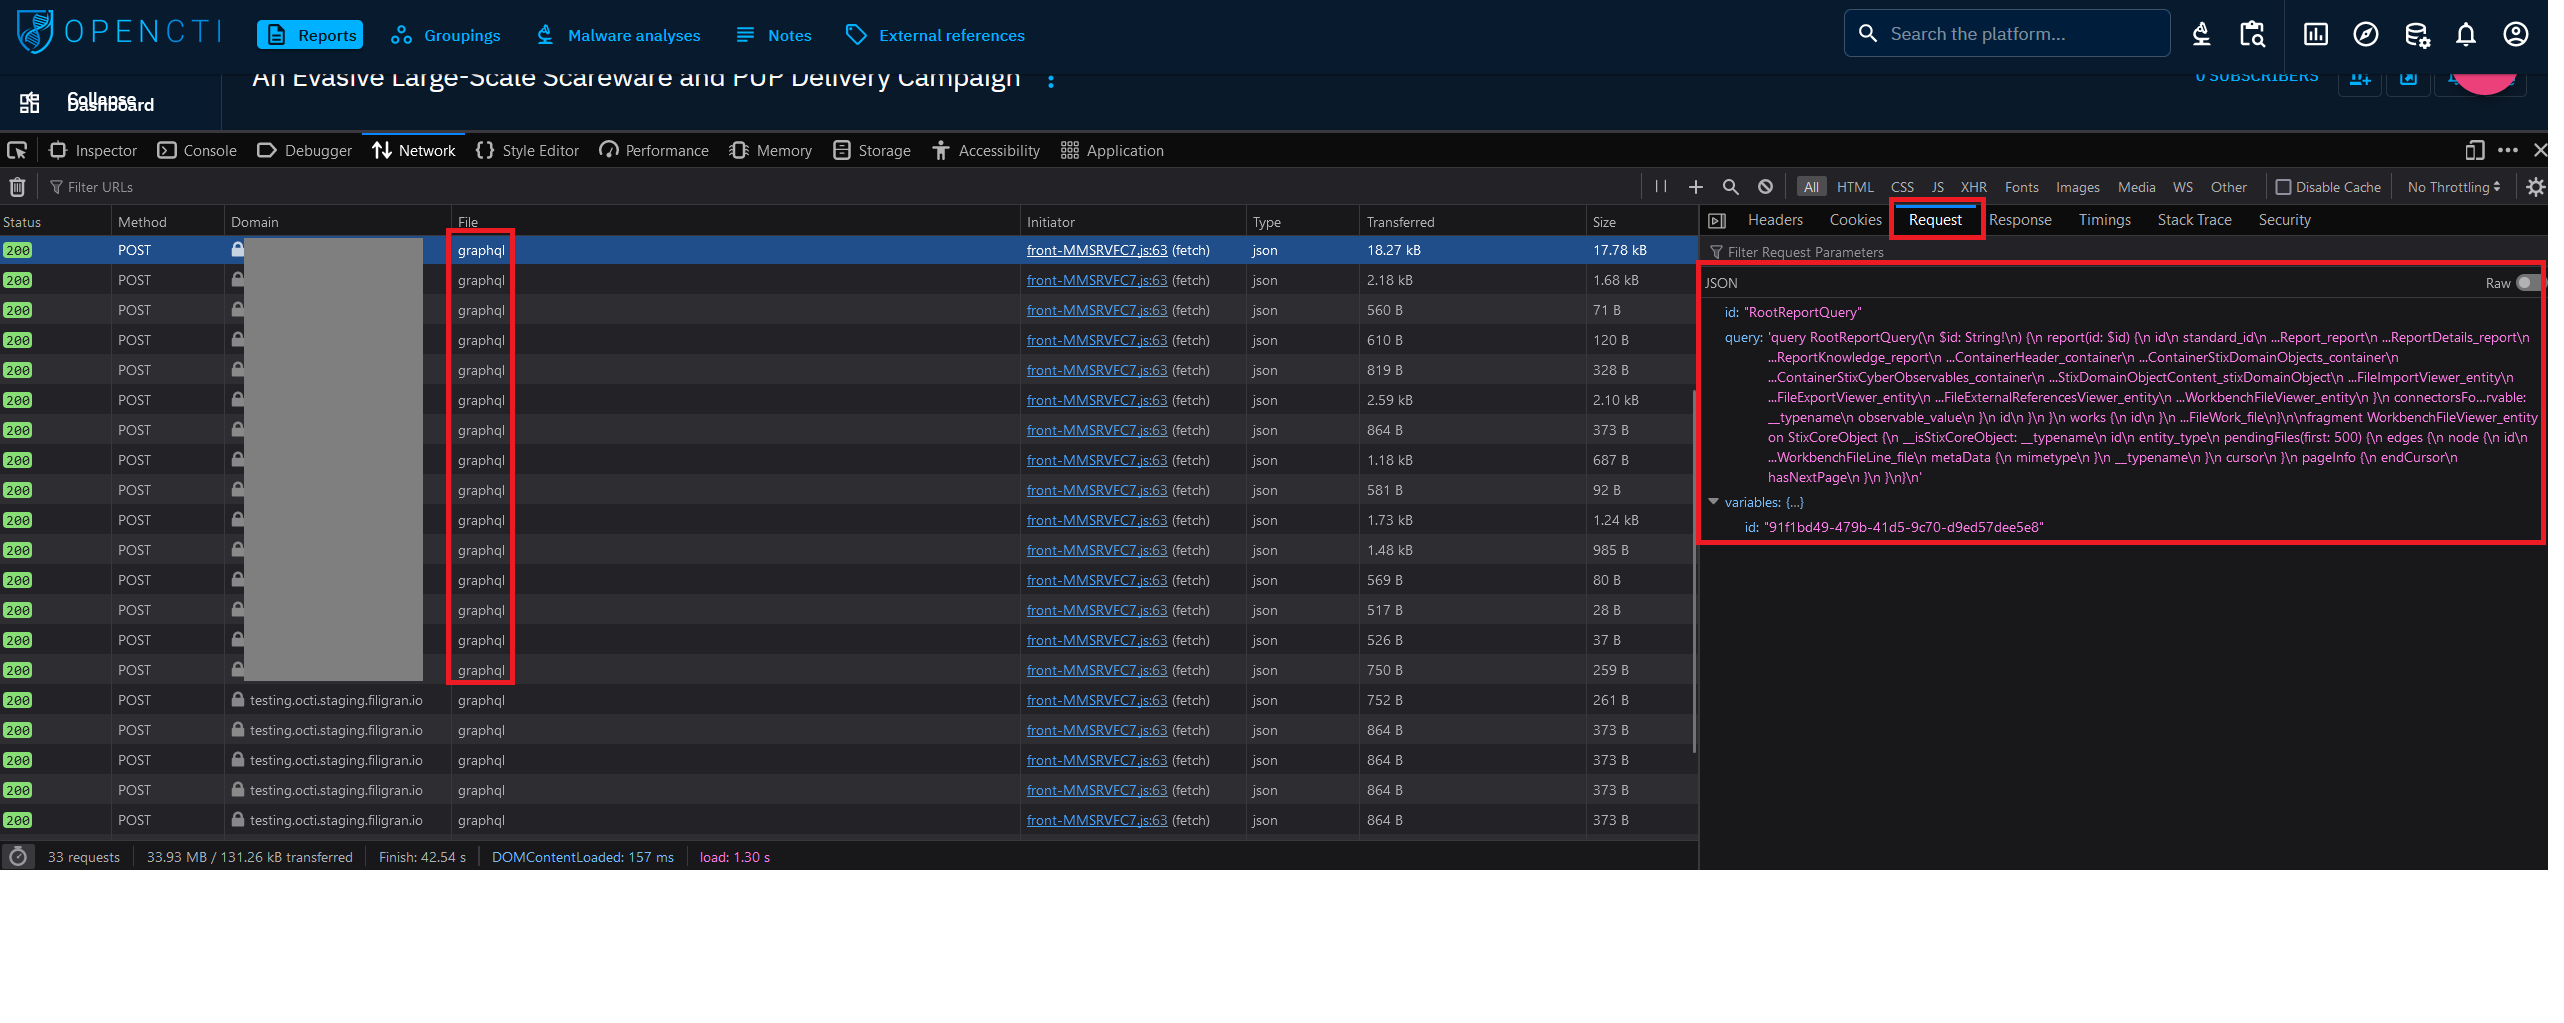 OPENCTI Reports Groupings Malware analyses Notes External references Search the platform...
An Evasive Large-Scale Scareware and PUP Delivery Campaign 0 SUBSCRIBERS
Collapse
Dashboard
Inspector Console Debugger Network Style Editor Performance Memory Storage Accessibility Application
Filter URLs All HTML CSS JS XHR Fonts Images Media WS Other Disable Cache No Throttling
Status Method Domain File Initiator Type Transferred Size
200 POST graphql front-MMSRVFC7.js:63 (fetch) json 18.27 kB 17.78 kB
200 POST graphql front-MMSRVFC7.js:63 (fetch) json 2.18 kB 1.68 kB
200 POST graphql front-MMSRVFC7.js:63 (fetch) json 560 B 71 B
200 POST graphql front-MMSRVFC7.js:63 (fetch) json 610 B 120 B
200 POST graphql front-MMSRVFC7.js:63 (fetch) json 819 B 328 B
200 POST graphql front-MMSRVFC7.js:63 (fetch) json 2.59 kB 2.10 kB
200 POST graphql front-MMSRVFC7.js:63 (fetch) json 864 B 373 B
200 POST graphql front-MMSRVFC7.js:63 (fetch) json 1.18 kB 687 B
200 POST graphql front-MMSRVFC7.js:63 (fetch) json 581 B 92 B
200 POST graphql front-MMSRVFC7.js:63 (fetch) json 1.73 kB 1.24 kB
200 POST graphql front-MMSRVFC7.js:63 (fetch) json 1.48 kB 985 B
200 POST graphql front-MMSRVFC7.js:63 (fetch) json 569 B 80 B
200 POST graphql front-MMSRVFC7.js:63 (fetch) json 517 B 28 B
200 POST graphql front-MMSRVFC7.js:63 (fetch) json 526 B 37 B
200 POST graphql front-MMSRVFC7.js:63 (fetch) json 750 B 259 B
200 POST testing.octi.staging.filigran.io graphql front-MMSRVFC7.js:63 (fetch) json 752 B 261 B
200 POST testing.octi.staging.filigran.io graphql front-MMSRVFC7.js:63 (fetch) json 864 B 373 B
200 POST testing.octi.staging.filigran.io graphql front-MMSRVFC7.js:63 (fetch) json 864 B 373 B
200 POST testing.octi.staging.filigran.io graphql front-MMSRVFC7.js:63 (fetch) json 864 B 373 B
200 POST testing.octi.staging.filigran.io graphql front-MMSRVFC7.js:63 (fetch) json 864 B 373 B
33 requests 33.93 MB / 131.26 kB transferred Finish: 42.54 s DOMContentLoaded: 157 ms load: 1.30 s
Headers Cookies Request Response Timings Stack Trace Security
Filter Request Parameters
JSON Raw
id: "RootReportQuery"
query: 'query RootReportQuery(\n $id: String!\n) {\n report(id: $id) {\n id\n standard_id\n ...Report_report\n ...ReportDetails_report\n
...ReportKnowledge_report\n ...ContainerHeader_container\n ...ContainerStixDomainObjects_container\n
...ContainerStixCyberObservables_container\n ...StixDomainObjectContent_stixDomainObject\n ...FileImportViewer_entity\n
...FileExportViewer_entity\n ...FileExternalReferencesViewer_entity\n ...WorkbenchFileViewer_entity\n }\n connectorsFo...rvable:
__typename\n observable_value\n }\n id\n }\n }\n works {\n id\n }\n ...FileWork_file\n}\n\nfragment WorkbenchFileViewer_entity
on StixCoreObject {\n __isStixCoreObject: __typename\n id\n entity_type\n pendingFiles(first: 500) {\n edges {\n node {\n id\n
...WorkbenchFileLine_file\n metaData {\n mimetype\n }\n __typename\n }\n cursor\n }\n pageInfo {\n endCursor\n
hasNextPage\n }\n }\n}\n'
variables: {...}
id: "91f1bd49-479b-41d5-9c70-d9ed57dee5e8"